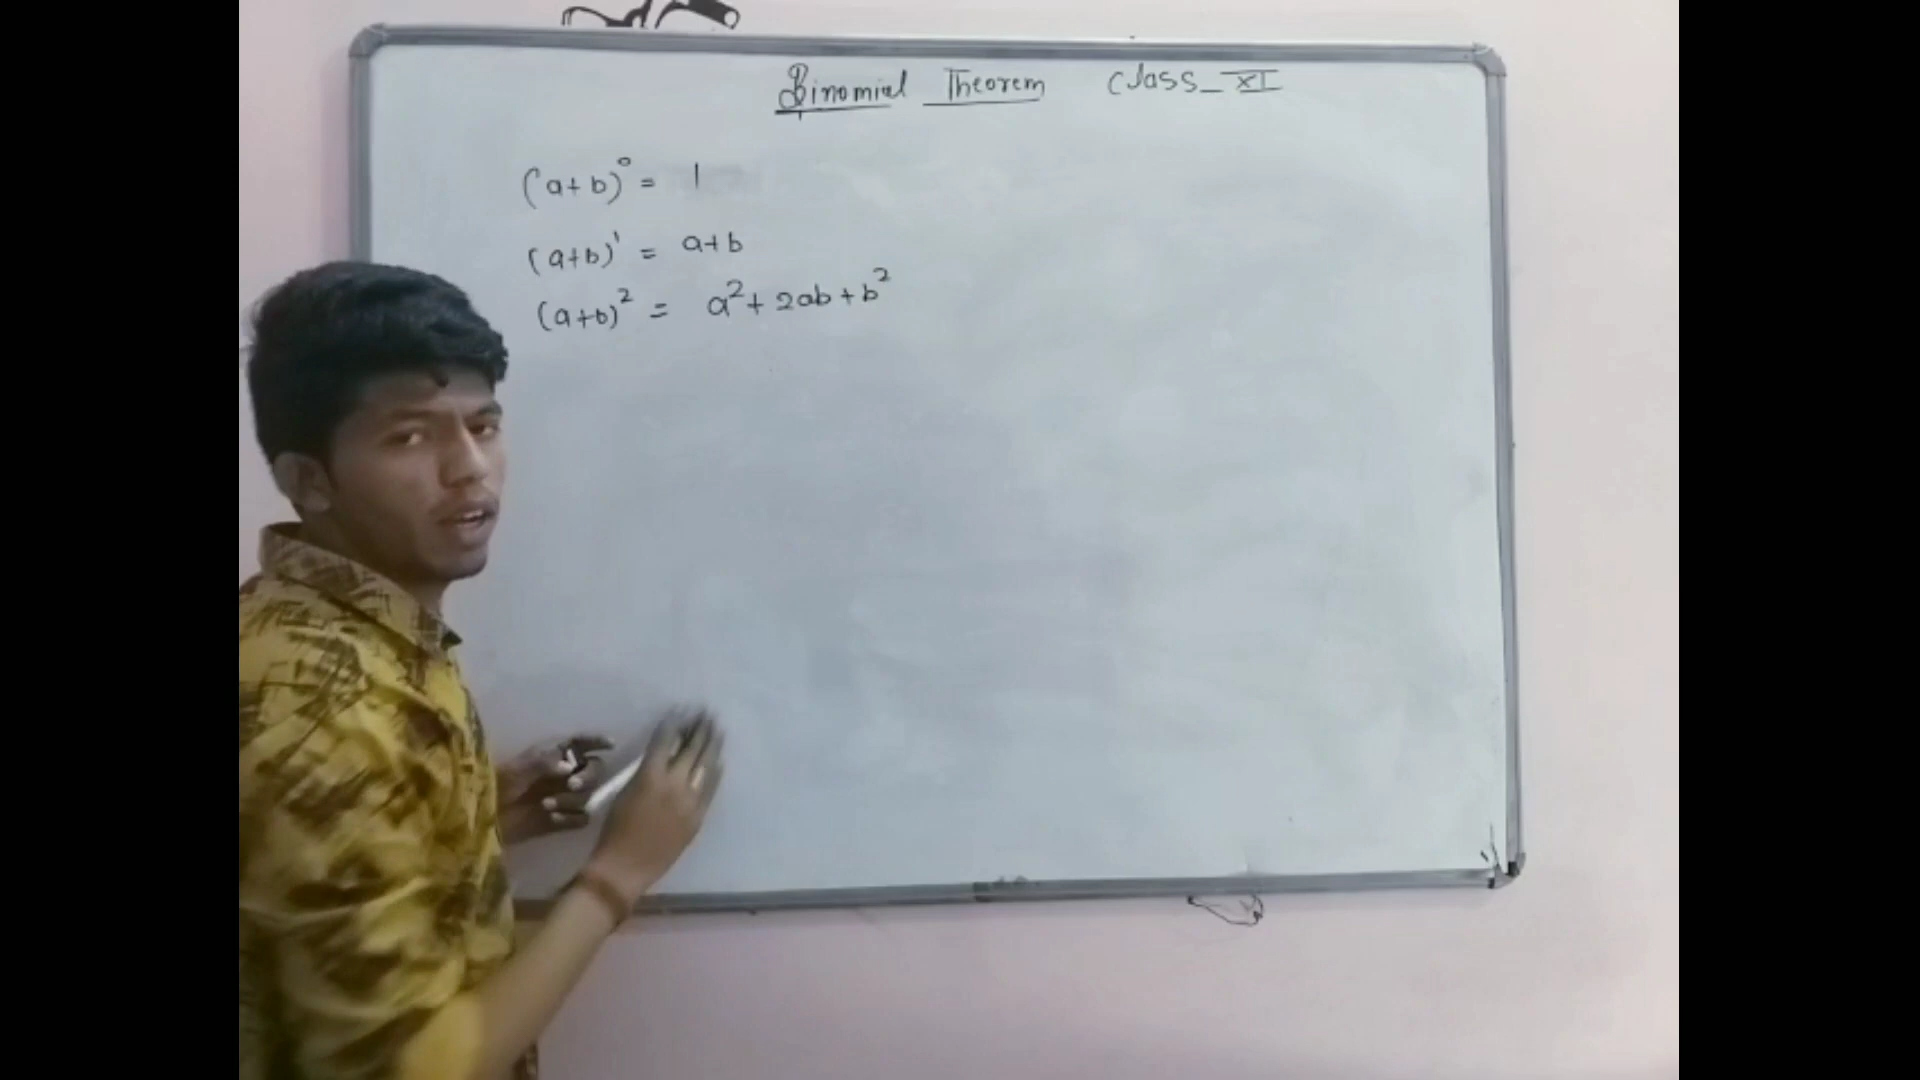 Binomial Theorem Class_XI
(a+b)⁰ = 1
(a+b)¹ = a+b
(a+b)² = a²+2ab+b²